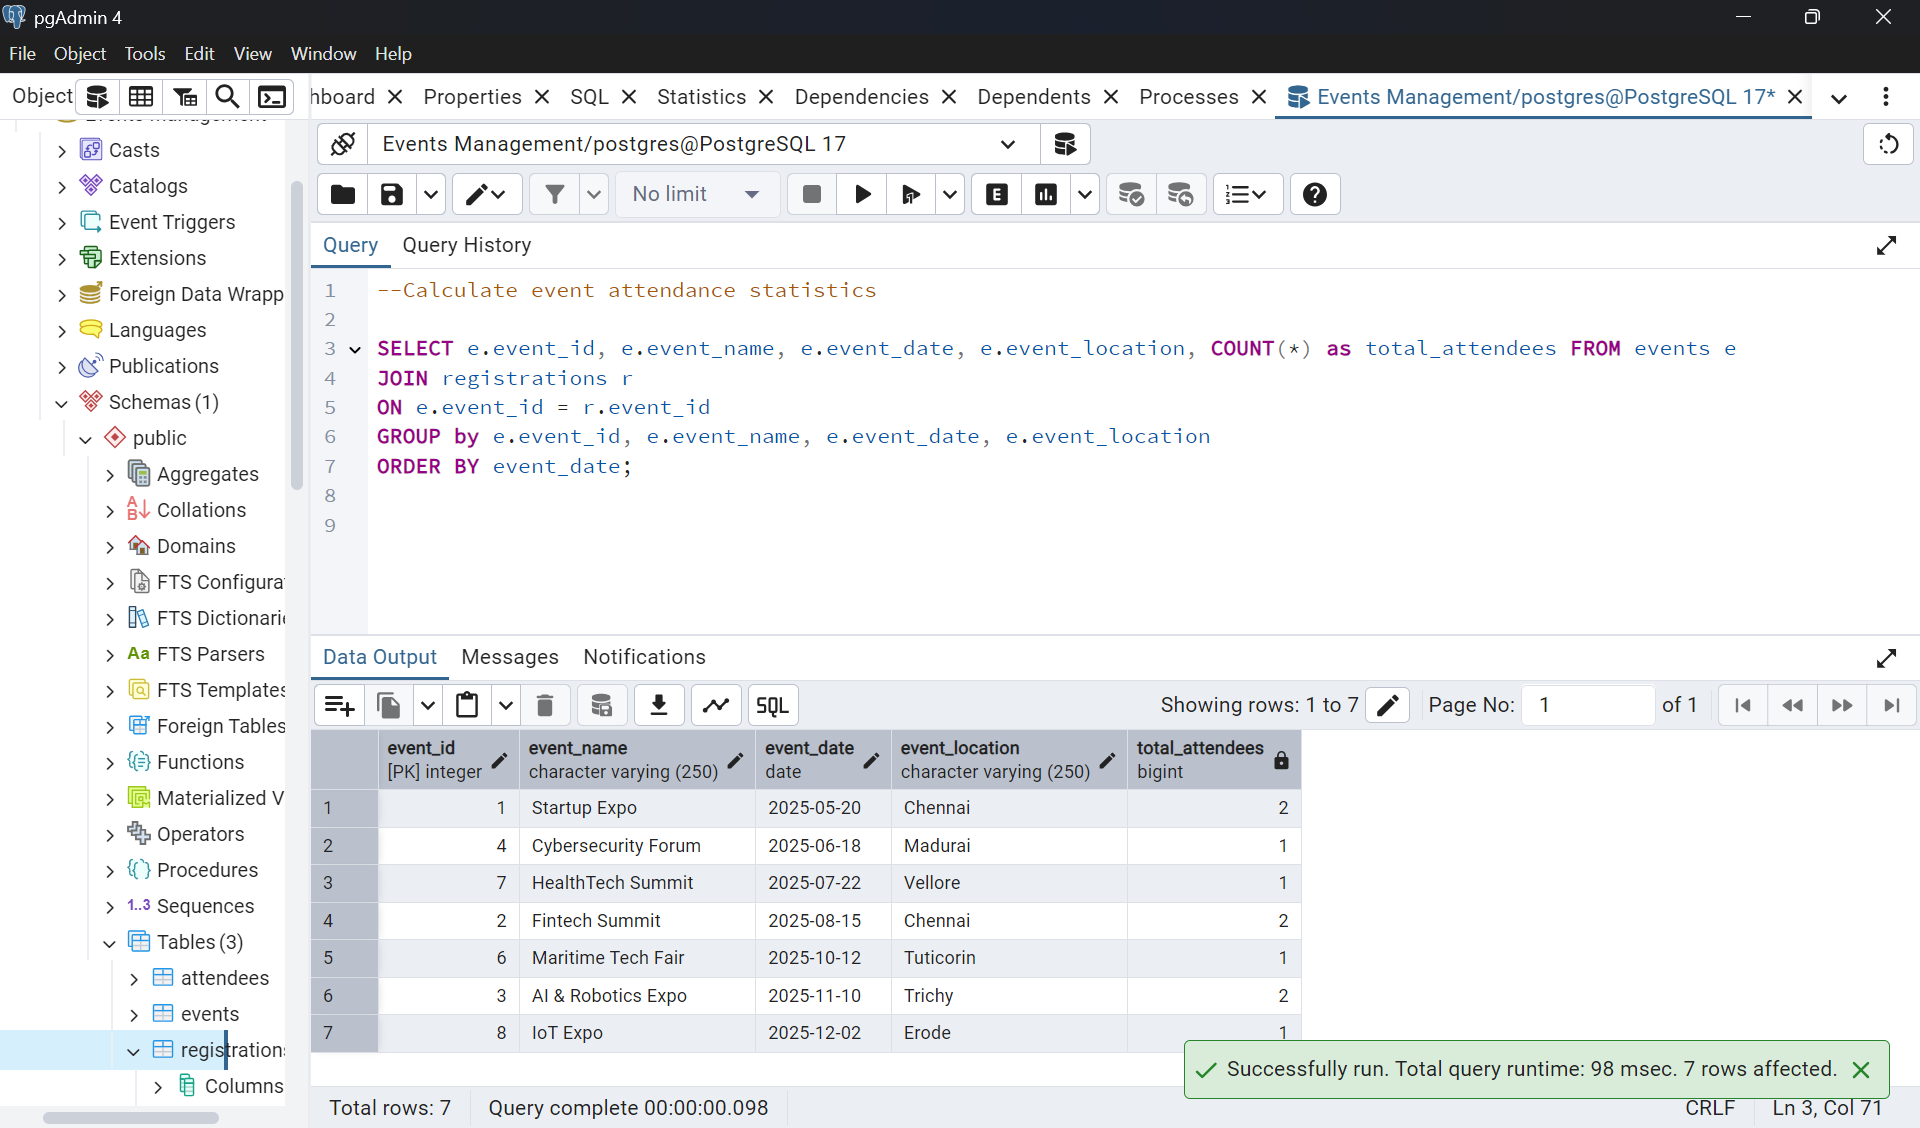 pgAdmin 4
File Object Tools Edit View Window Help
Object
hboard Properties SQL Statistics Dependencies Dependents Processes Events Management/postgres@PostgreSQL 17*
Events Management/postgres@PostgreSQL 17
No limit
E
Query Query History
1 --Calculate event attendance statistics
2
3 SELECT e.event_id, e.event_name, e.event_date, e.event_location, COUNT(*) as total_attendees FROM events e
4 JOIN registrations r
5 ON e.event_id = r.event_id
6 GROUP by e.event_id, e.event_name, e.event_date, e.event_location
7 ORDER BY event_date;
8
9
Casts
Catalogs
Event Triggers
Extensions
Foreign Data Wrapp
Languages
Publications
Schemas (1)
public
Aggregates
Collations
Domains
FTS Configura
FTS Dictionari
Aa FTS Parsers
FTS Templates
Foreign Tables
Functions
Materialized V
Operators
Procedures
1..3 Sequences
Tables (3)
attendees
events
registrations
Columns
Data Output Messages Notifications
SQL Showing rows: 1 to 7 Page No: 1 of 1
event_id event_name event_date event_location total_attendees
[PK] integer character varying (250) date character varying (250) bigint
1 1 Startup Expo 2025-05-20 Chennai 2
2 4 Cybersecurity Forum 2025-06-18 Madurai 1
3 7 HealthTech Summit 2025-07-22 Vellore 1
4 2 Fintech Summit 2025-08-15 Chennai 2
5 6 Maritime Tech Fair 2025-10-12 Tuticorin 1
6 3 AI & Robotics Expo 2025-11-10 Trichy 2
7 8 IoT Expo 2025-12-02 Erode 1
Successfully run. Total query runtime: 98 msec. 7 rows affected.
Total rows: 7 Query complete 00:00:00.098 CRLF Ln 3, Col 71